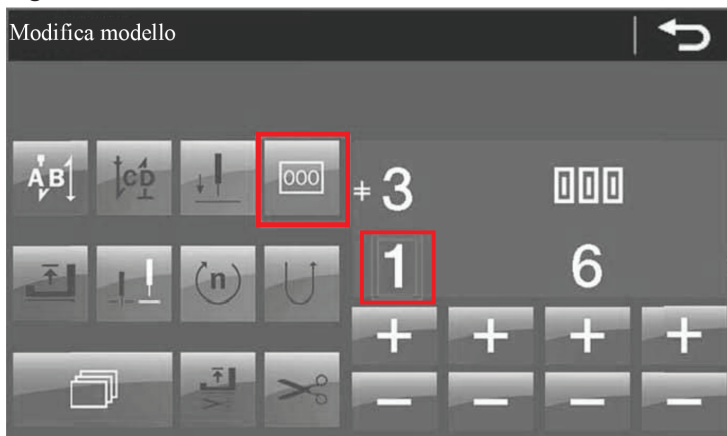 Modifica modello
AB CD 000 ⧧ 3 000
1 6
n
+ + + +
− − − −